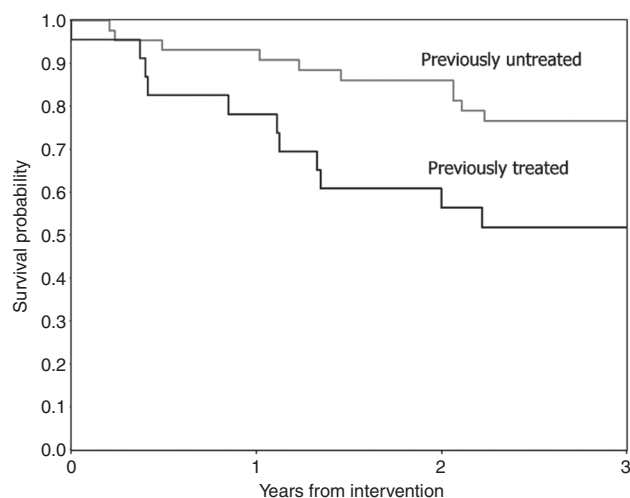 1.0
0.9
0.8
0.7
0.6
0.5
0.4
0.3
0.2
0.1
0.0
Survival probability
Previously untreated
Previously treated
0 1 2 3
Years from intervention